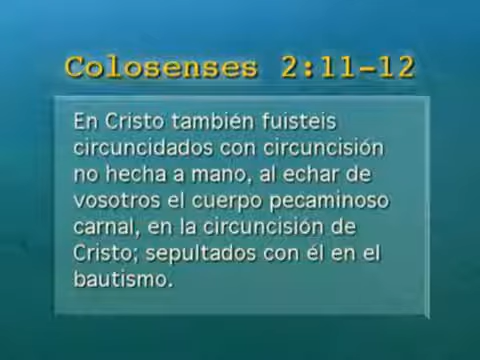 Colosenses 2:11-12
En Cristo también fuisteis
circuncidados con circuncisión
no hecha a mano, al echar de
vosotros el cuerpo pecaminoso
carnal, en la circuncisión de
Cristo; sepultados con él en el
bautismo.